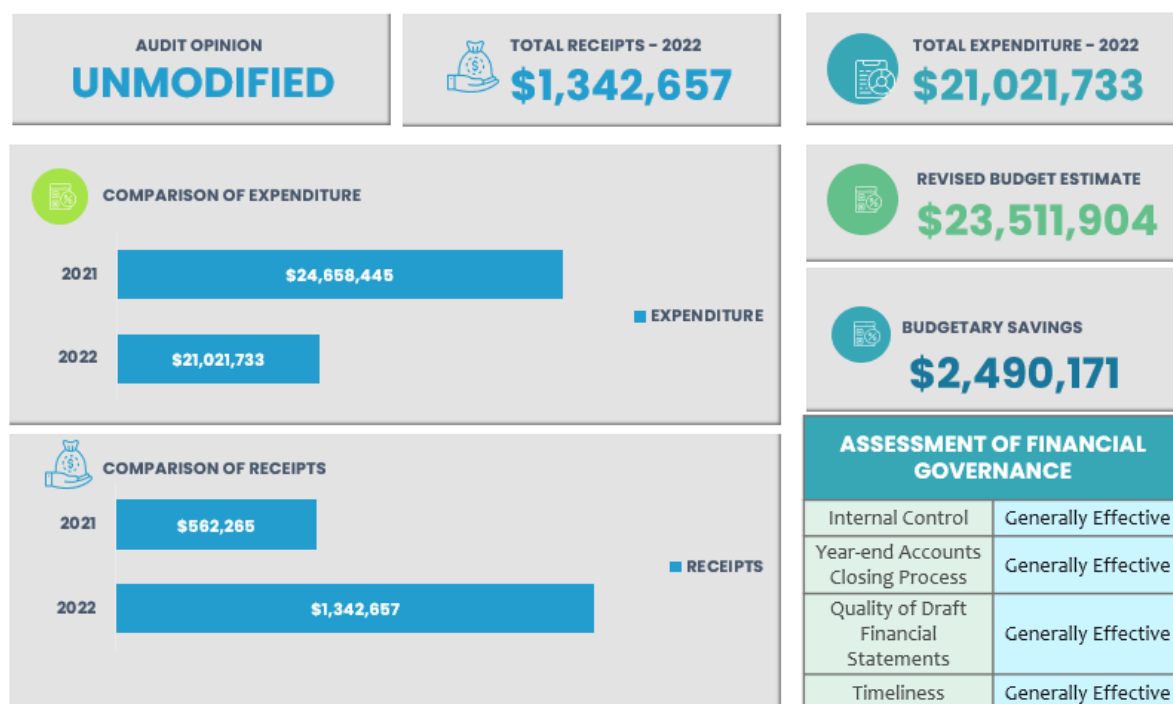 AUDIT OPINION
UNMODIFIED
TOTAL RECEIPTS – 2022
$1,342,657
TOTAL EXPENDITURE – 2022
$21,021,733
COMPARISON OF EXPENDITURE
2021
$24,658,445
EXPENDITURE
2022
$21,021,733
REVISED BUDGET ESTIMATE
$23,511,904
BUDGETARY SAVINGS
$2,490,171
COMPARISON OF RECEIPTS
2021
$562,265
RECEIPTS
2022
$1,342,657
ASSESSMENT OF FINANCIAL
GOVERNANCE
Internal Control
Generally Effective
Year-end Accounts
Closing Process
Generally Effective
Quality of Draft
Financial
Statements
Generally Effective
Timeliness
Generally Effective